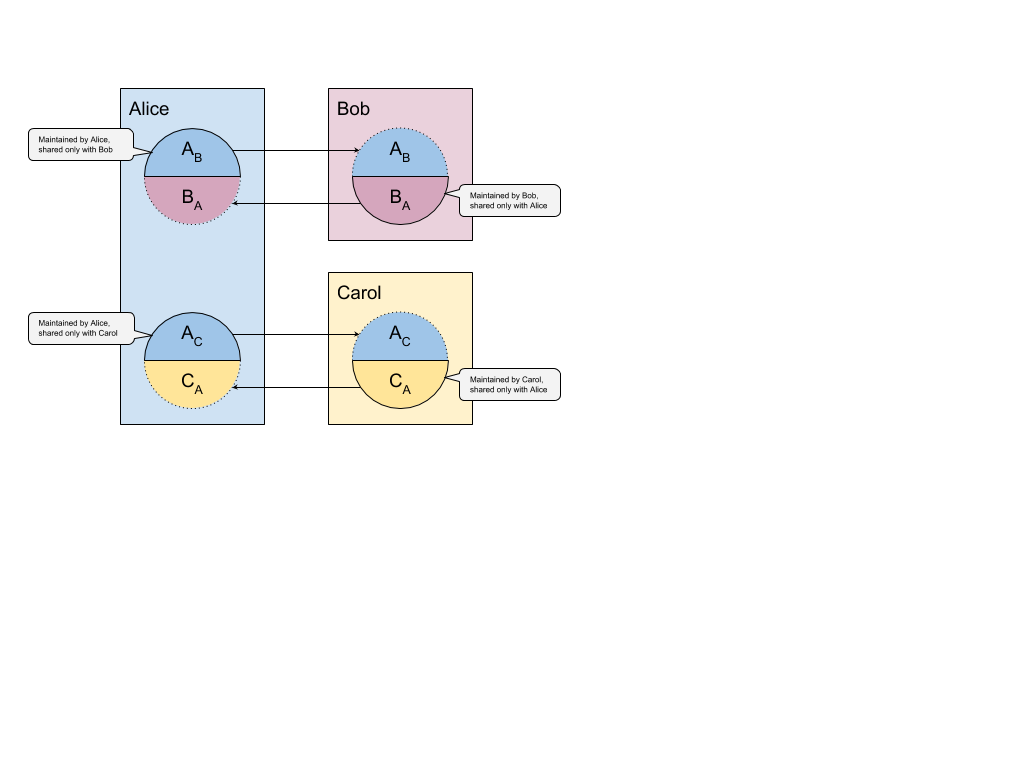 Alice
Bob
Maintained by Alice,
shared only with Bob
A_B
A_B
B_A
B_A
Maintained by Bob,
shared only with Alice
Carol
Maintained by Alice,
shared only with Carol
A_C
A_C
C_A
C_A
Maintained by Carol,
shared only with Alice